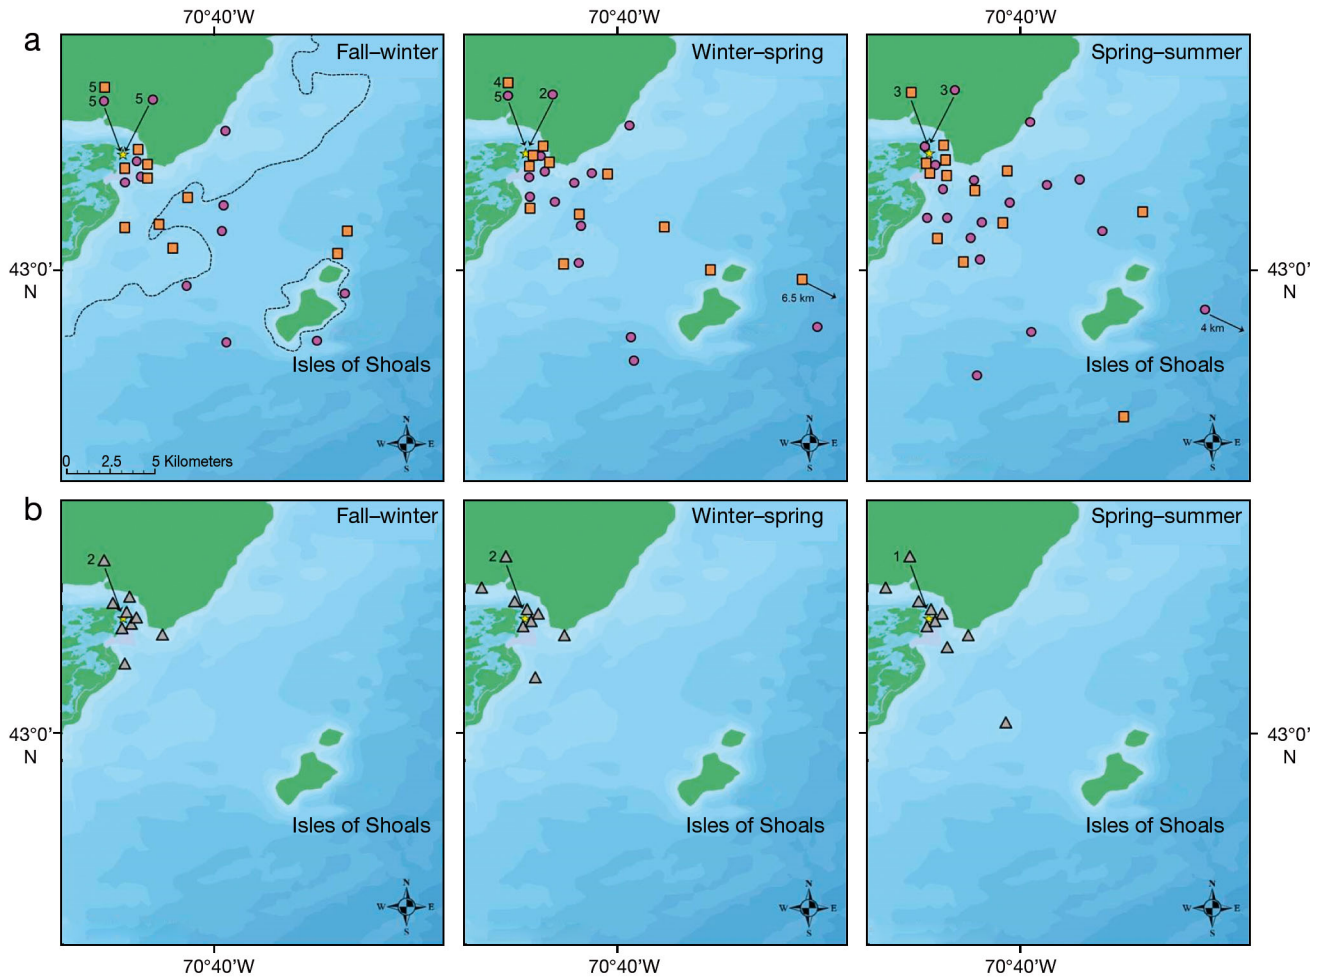 70°40’W 70°40’W 70°40’W
a
Fall–winter
5
5
5
43°0’
N
Isles of Shoals
N
W E
S
0 2.5 5 Kilometers
Winter–spring
4
5
2
6.5 km
N
W E
S
Spring–summer
3
3
43°0’
N
4 km
Isles of Shoals
N
W E
S
b
Fall–winter
2
43°0’
N
Isles of Shoals
N
W E
S
Winter–spring
2
Isles of Shoals
N
W E
S
Spring–summer
1
43°0’
N
Isles of Shoals
N
W E
S
70°40’W 70°40’W 70°40’W